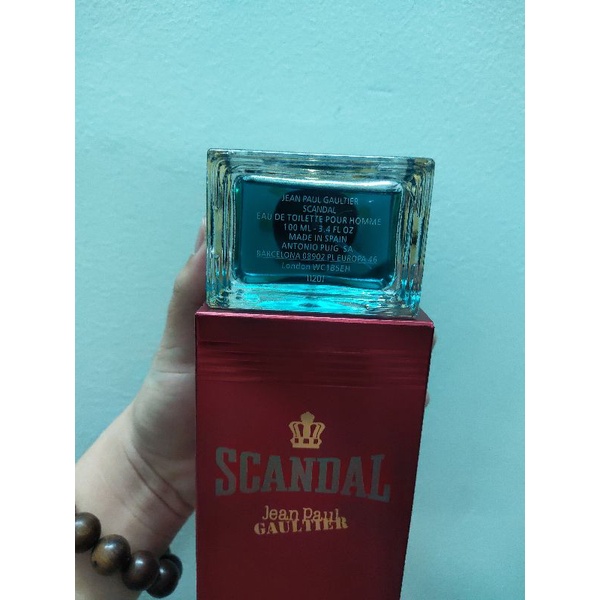 JEAN PAUL GAULTIER
SCANDAL
EAU DE TOILETTE POUR HOMME
100 ML - 3.4 FL OZ
MADE IN SPAIN
ANTONIO PUIG SA
BARCELONA 08902 PL EUROPA 46
London WC1B5EN
11201
SCANDAL
Jean Paul
GAULTIER